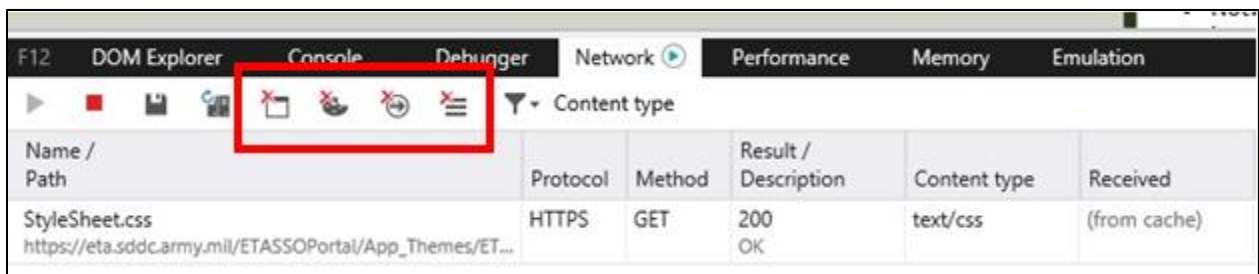 F12 DOM Explorer Console Debugger Network Performance Memory Emulation
Content type
Name /
Path
Protocol Method
Result /
Description
Content type Received
StyleSheet.css HTTPS GET 200 text/css (from cache)
https://eta.sddc.army.mil/ETASSOPortal/App_Themes/ET... OK